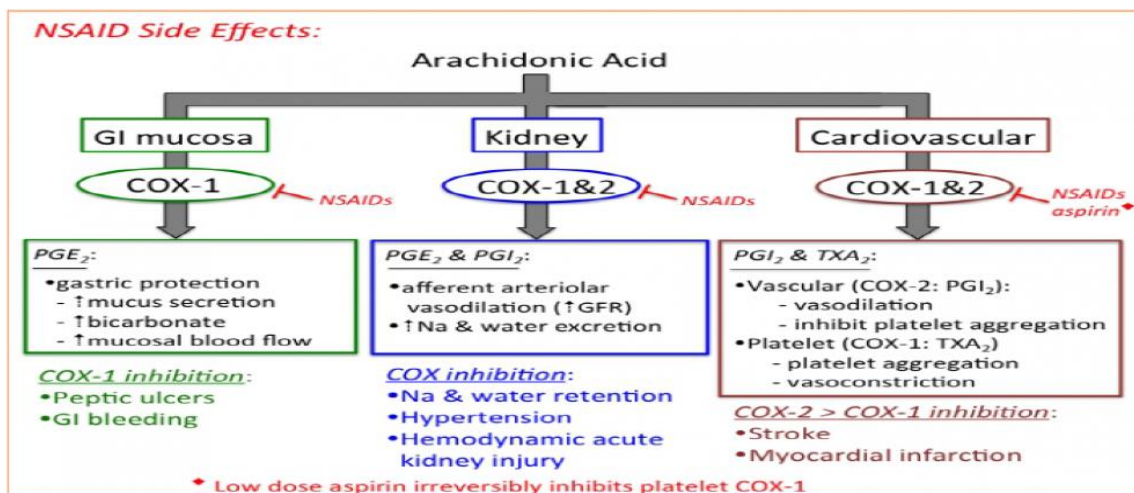 NSAID Side Effects:
Arachidonic Acid
GI mucosa
COX-1
NSAIDs
PGE₂:
•gastric protection
- ↑mucus secretion
- ↑bicarbonate
- ↑mucosal blood flow
COX-1 inhibition:
•Peptic ulcers
•GI bleeding
Kidney
COX-1&2
NSAIDs
PGE₂ & PGI₂:
•afferent arteriolar
vasodilation (↑GFR)
•↑Na & water excretion
COX inhibition:
•Na & water retention
•Hypertension
•Hemodynamic acute
kidney injury
Cardiovascular
COX-1&2
NSAIDs
aspirin♦
PGI₂ & TXA₂:
•Vascular (COX-2: PGI₂):
- vasodilation
- inhibit platelet aggregation
•Platelet (COX-1: TXA₂)
- platelet aggregation
- vasoconstriction
COX-2 > COX-1 inhibition:
•Stroke
•Myocardial infarction
♦ Low dose aspirin irreversibly inhibits platelet COX-1